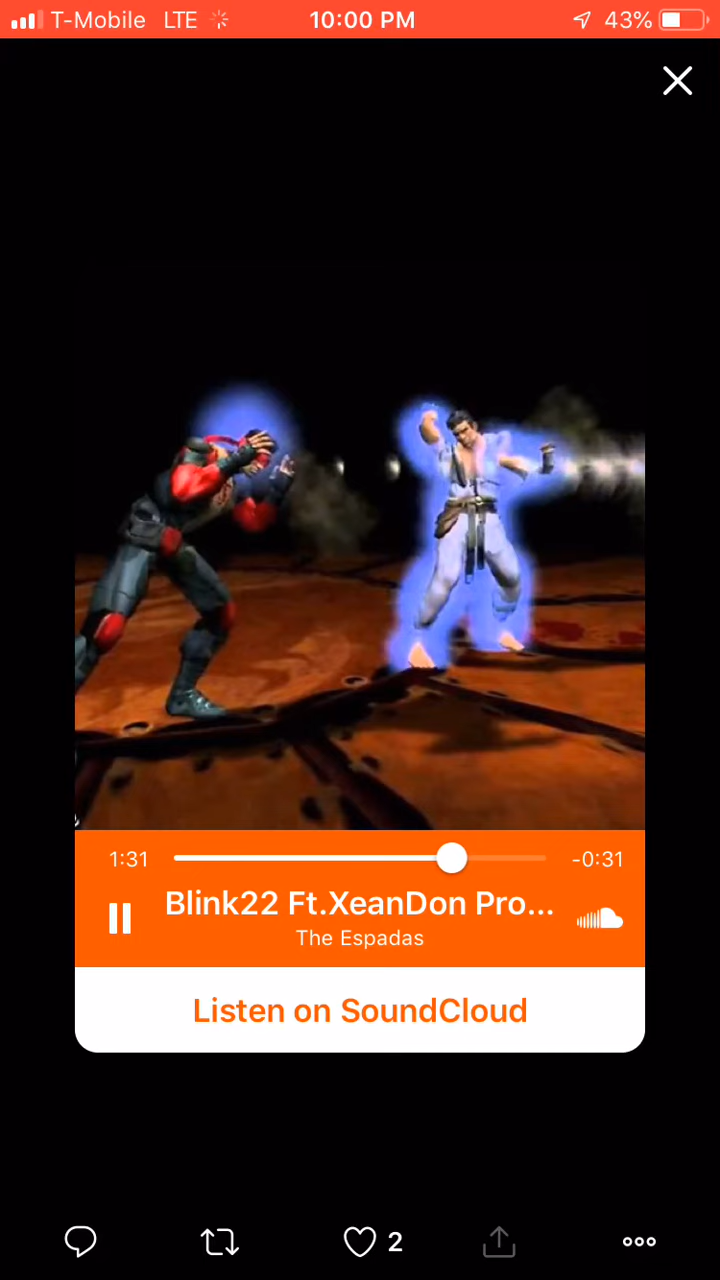 T-Mobile LTE 10:00 PM 43%
1:31 -0:31
Blink22 Ft.XeanDon Pro...
The Espadas
Listen on SoundCloud
2